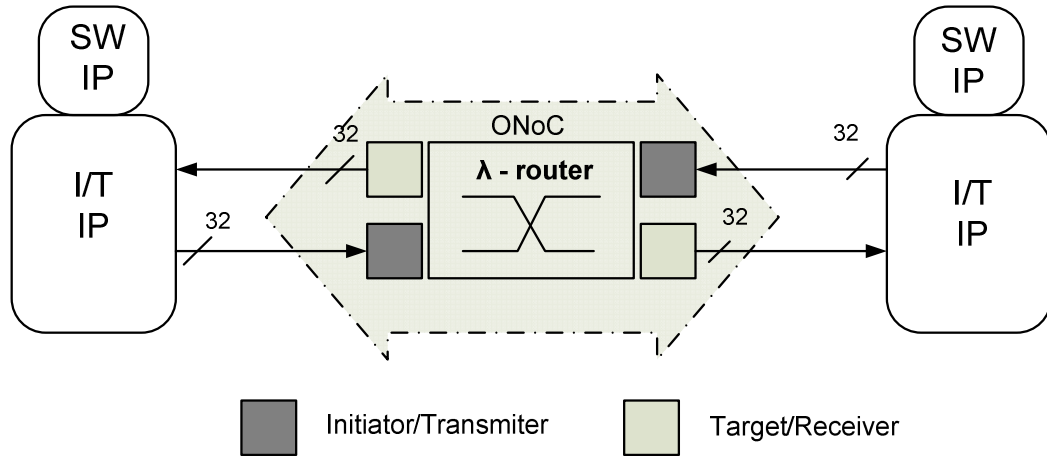 SW
IP
SW
IP
ONoC
32
32
λ - router
I/T
IP
I/T
IP
32
32
Initiator/Transmiter
Target/Receiver